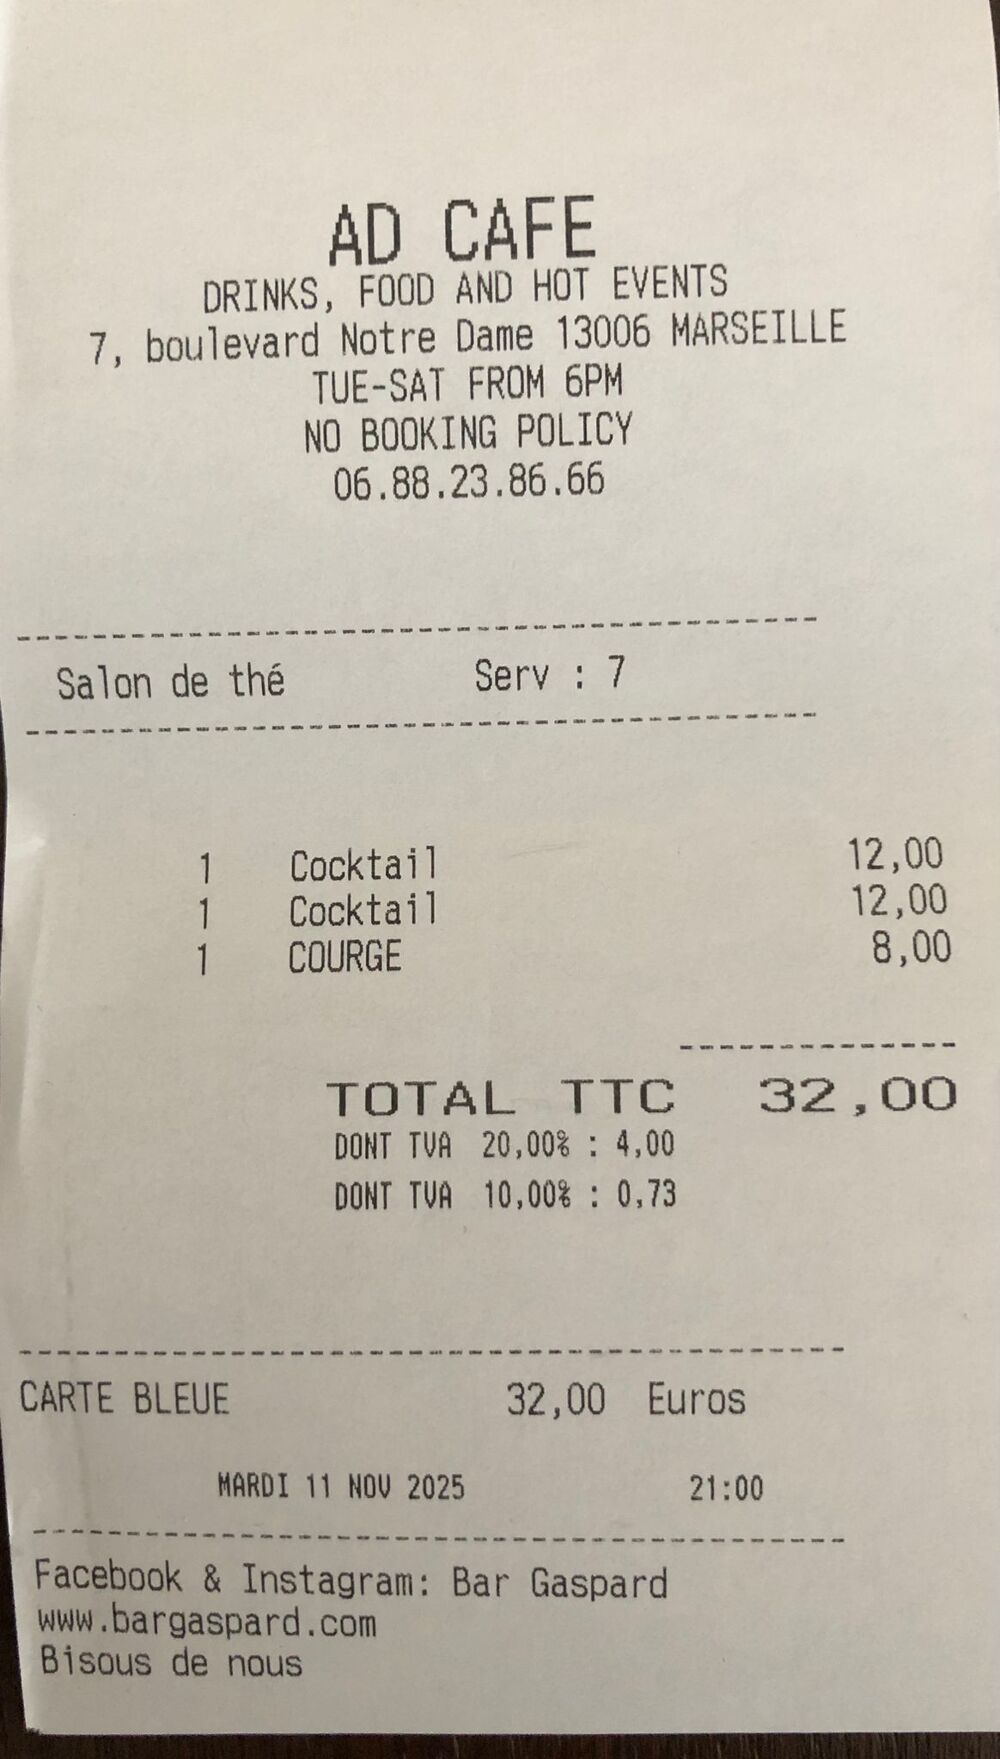 AD CAFE
DRINKS, FOOD AND HOT EVENTS
7, boulevard Notre Dame 13006 MARSEILLE
TUE-SAT FROM 6PM
NO BOOKING POLICY
06.88.23.86.66
Salon de thé Serv : 7
1 Cocktail 12,00
1 Cocktail 12,00
1 COURGE 8,00
TOTAL TTC 32,00
DONT TVA 20,00% : 4,00
DONT TVA 10,00% : 0,73
CARTE BLEUE 32,00 Euros
MARDI 11 NOV 2025 21:00
Facebook & Instagram: Bar Gaspard
www.bargaspard.com
Bisous de nous